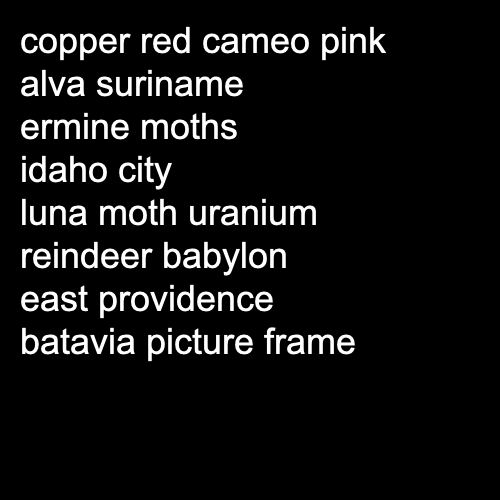 copper red cameo pink
alva suriname
ermine moths
idaho city
luna moth uranium
reindeer babylon
east providence
batavia picture frame